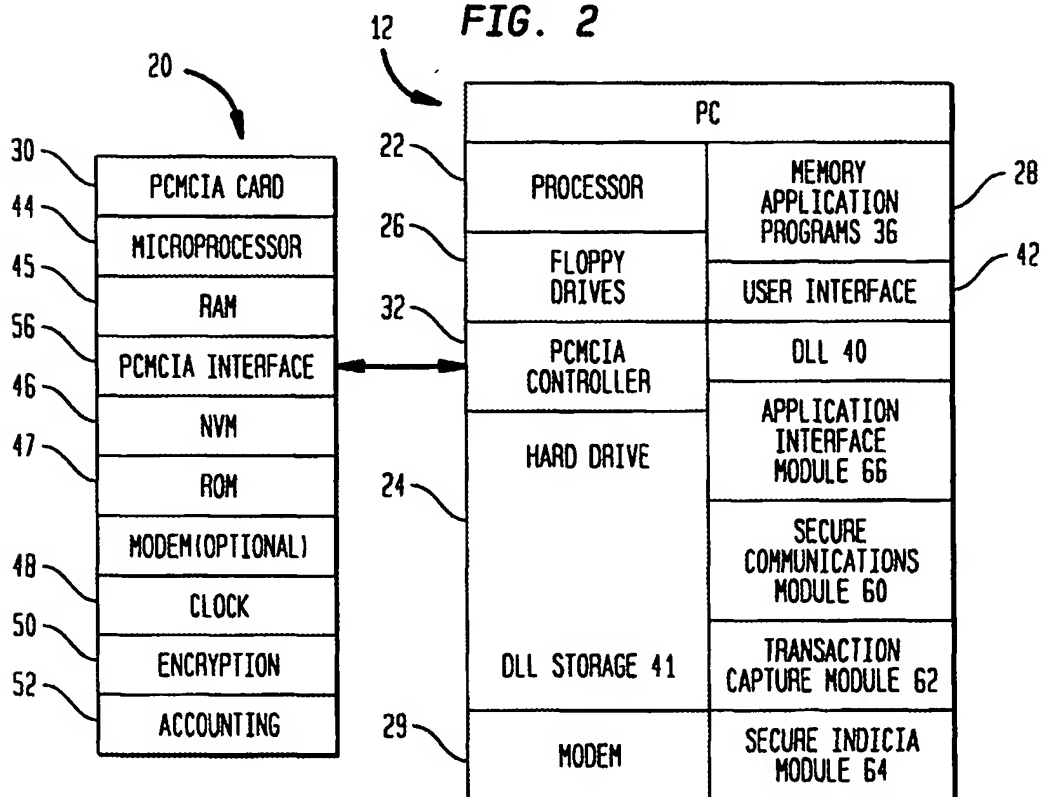 FIG. 2
12
20
PC
30
PCMCIA CARD
44
MICROPROCESSOR
45
RAM
56
PCMCIA INTERFACE
46
NVM
47
ROM
MODEM(OPTIONAL)
48
CLOCK
50
ENCRYPTION
52
ACCOUNTING
22
PROCESSOR
26
FLOPPY
DRIVES
32
PCMCIA
CONTROLLER
24
HARD DRIVE
DLL STORAGE 41
29
MODEM
MEMORY
APPLICATION
PROGRAMS 36
28
USER INTERFACE
42
DLL 40
APPLICATION
INTERFACE
MODULE 66
SECURE
COMMUNICATIONS
MODULE 60
TRANSACTION
CAPTURE MODULE 62
SECURE INDICIA
MODULE 64